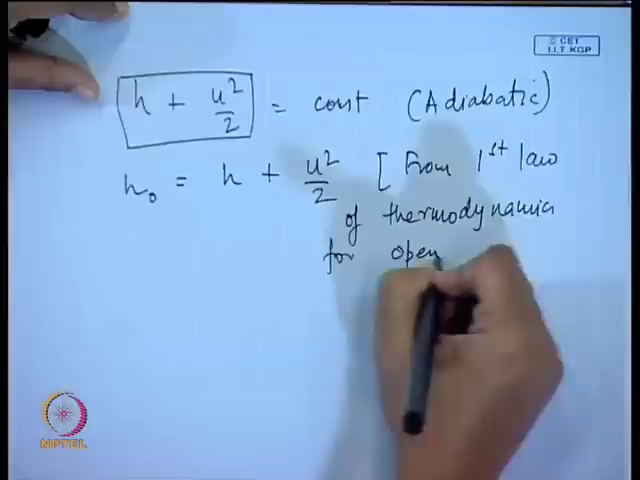 © CET
I.I.T. KGP
h + u²/2 = const (Adiabatic)
h₀ = h + u²/2 [From 1st law
of thermodynamics
for open
NPTEL